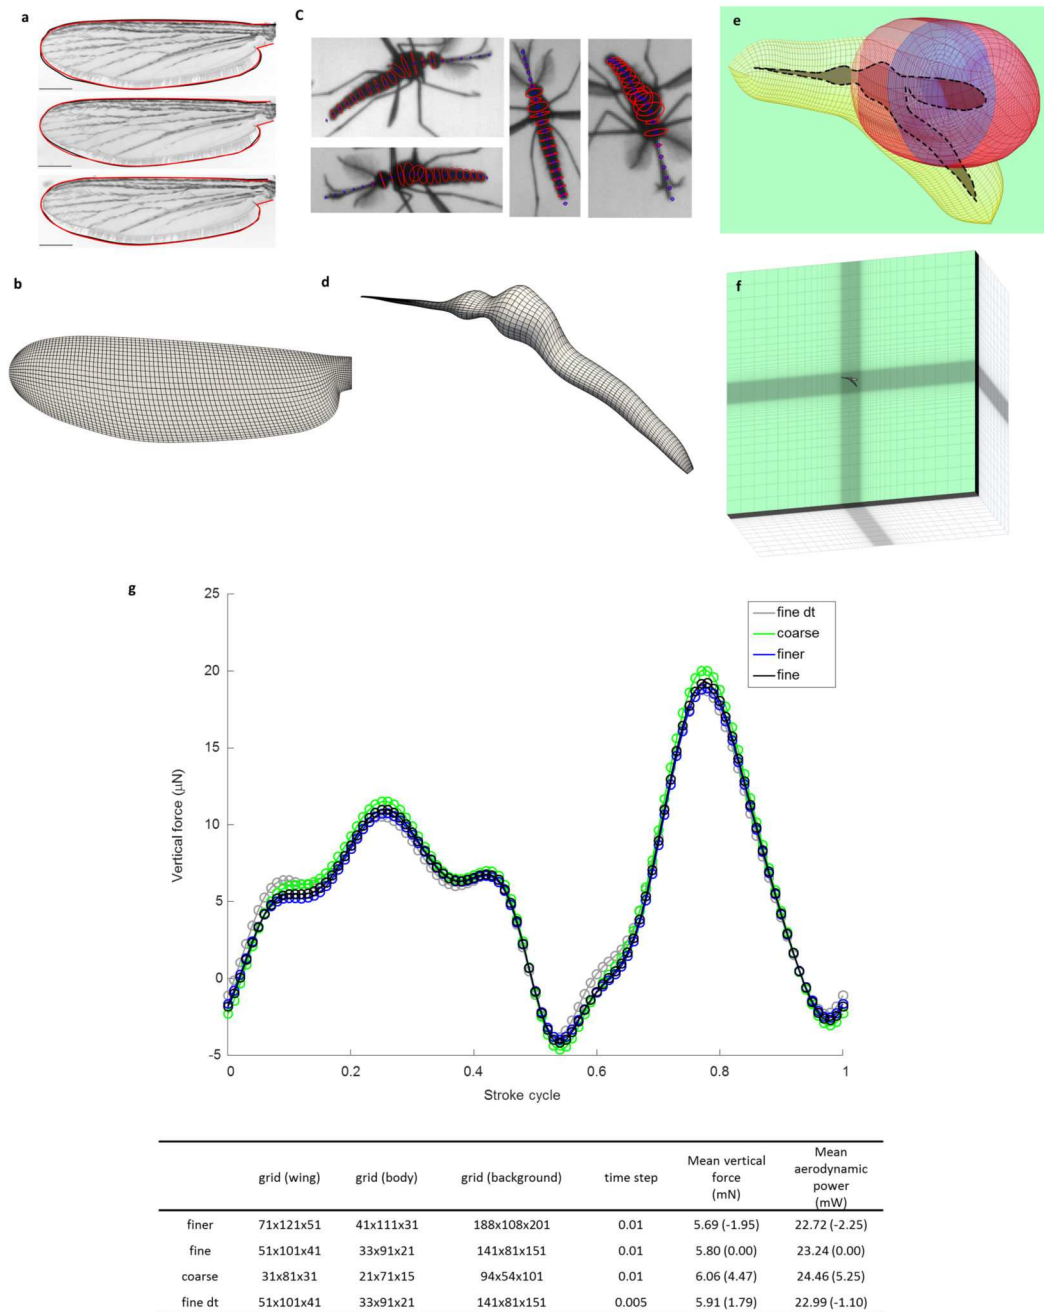 a
C
e
b
d
f
g
25
20
15
10
5
0
-5
Vertical force (μN)
fine dt
coarse
finer
fine
0 0.2 0.4 0.6 0.8 1
Stroke cycle
grid (wing) grid (body) grid (background) time step Mean vertical force (mN) Mean aerodynamic power (mW)
finer 71x121x51 41x111x31 188x108x201 0.01 5.69 (-1.95) 22.72 (-2.25)
fine 51x101x41 33x91x21 141x81x151 0.01 5.80 (0.00) 23.24 (0.00)
coarse 31x81x31 21x71x15 94x54x101 0.01 6.06 (4.47) 24.46 (5.25)
fine dt 51x101x41 33x91x21 141x81x151 0.005 5.91 (1.79) 22.99 (-1.10)